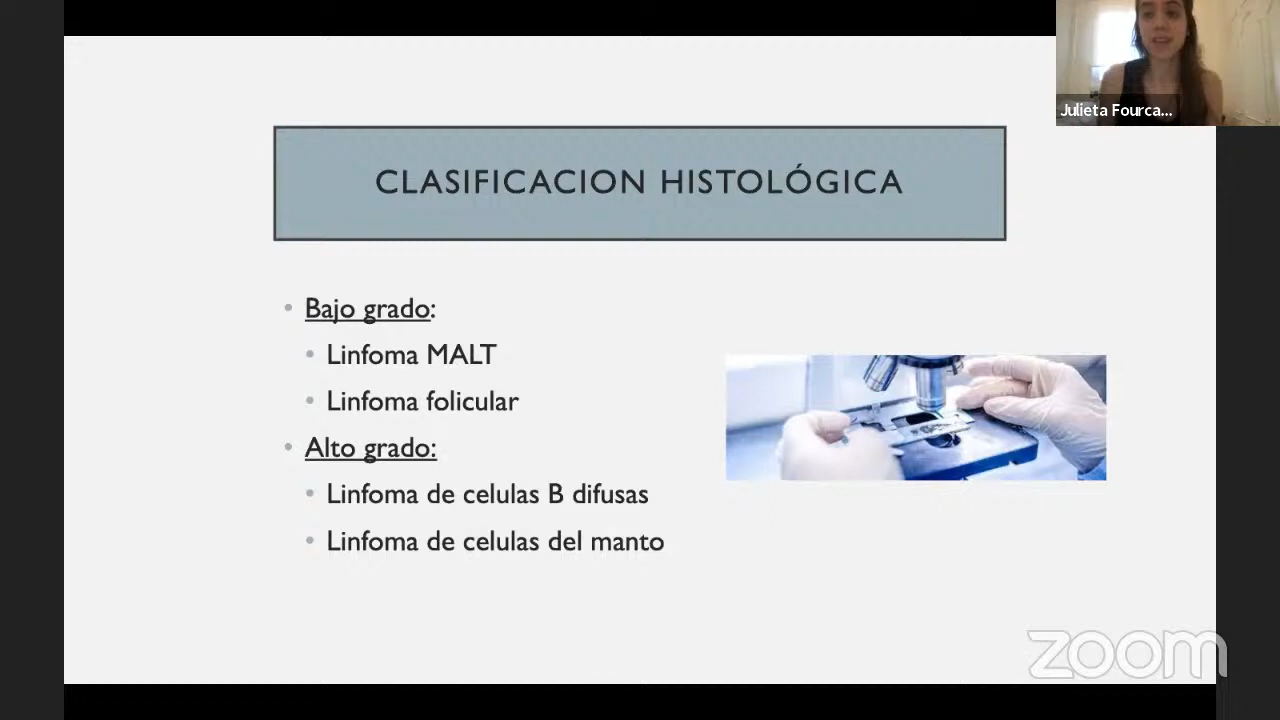 Julieta Fourca...
CLASIFICACION HISTOLÓGICA
Bajo grado:
Linfoma MALT
Linfoma folicular
Alto grado:
Linfoma de celulas B difusas
Linfoma de celulas del manto
zoom